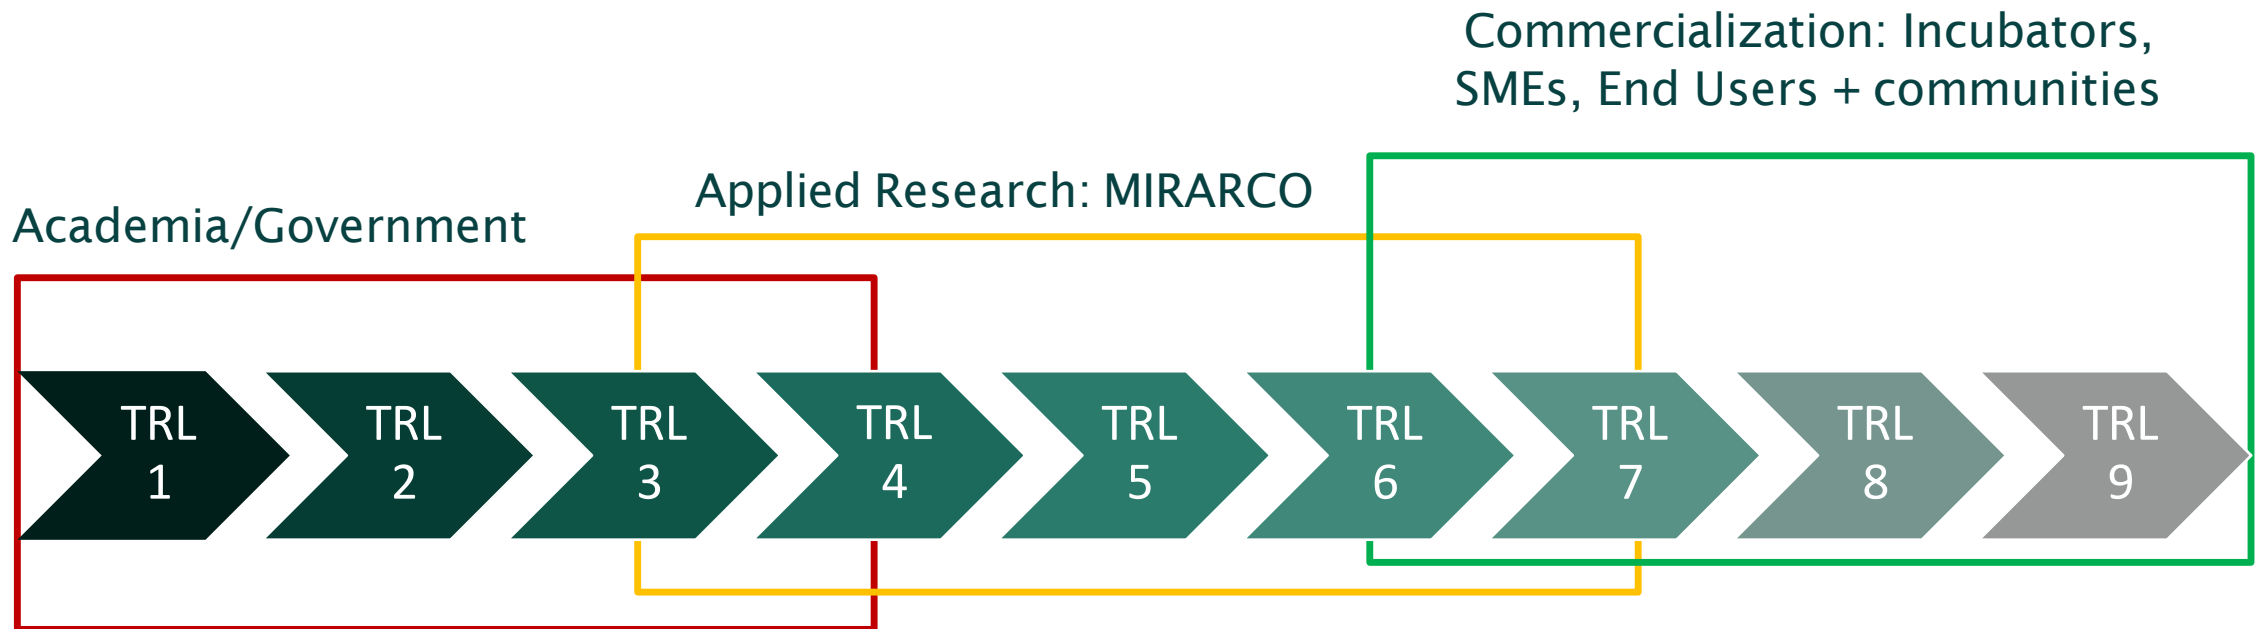 Commercialization: Incubators,
SMEs, End Users + communities
Applied Research: MIRARCO
Academia/Government
TRL
1
TRL
2
TRL
3
TRL
4
TRL
5
TRL
6
TRL
7
TRL
8
TRL
9